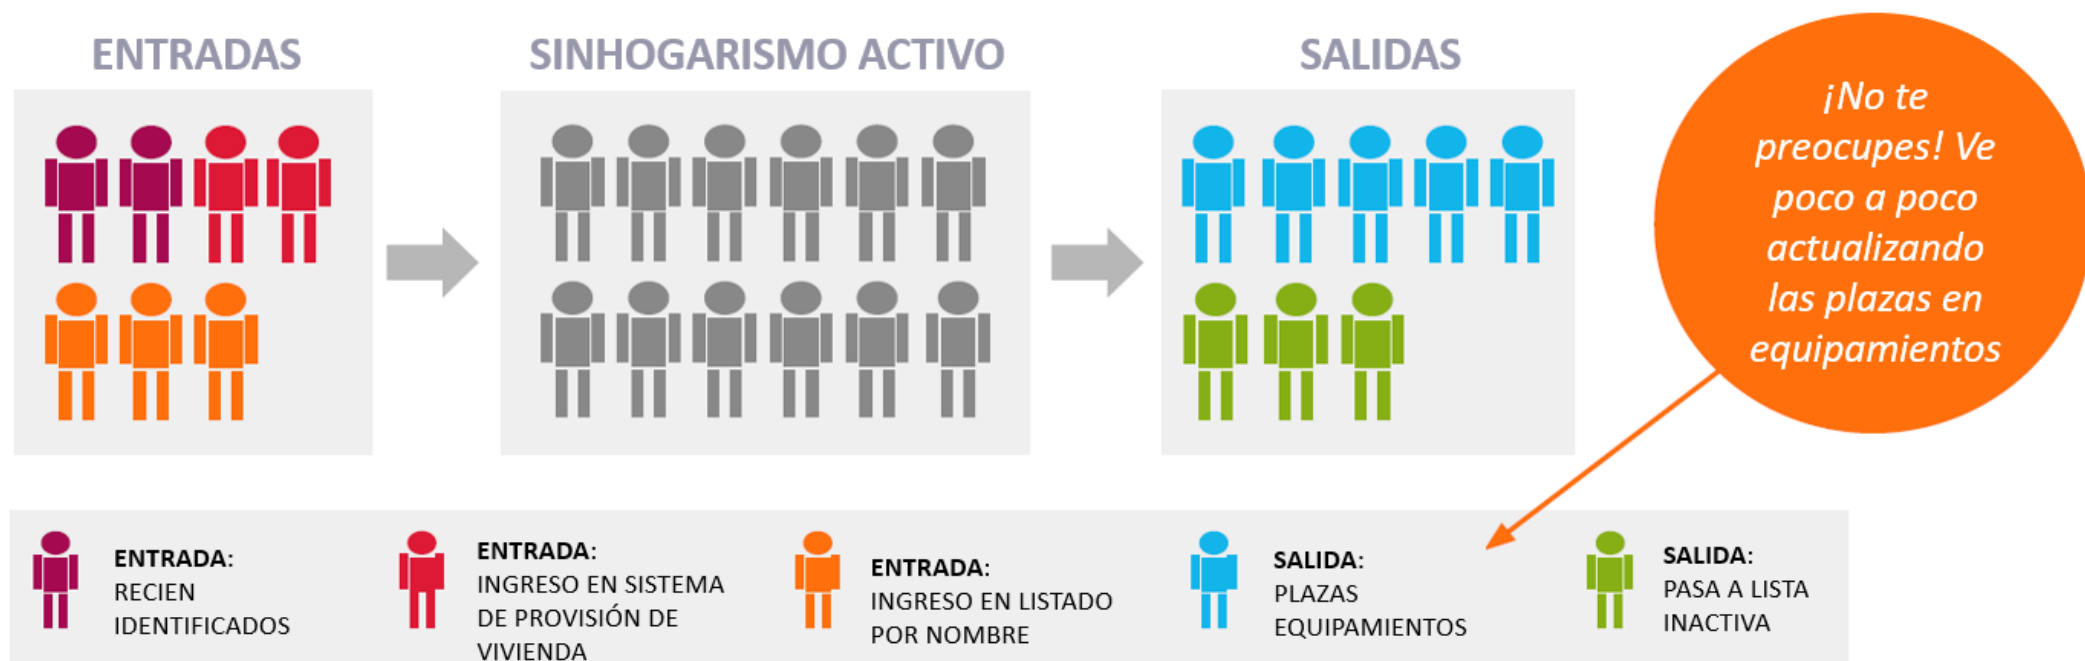 ENTRADAS
SINHOGARISMO ACTIVO
SALIDAS
¡No te
preocupes! Ve
poco a poco
actualizando
las plazas en
equipamientos
ENTRADA:
RECIEN
IDENTIFICADOS
ENTRADA:
INGRESO EN SISTEMA
DE PROVISIÓN DE
VIVIENDA
ENTRADA:
INGRESO EN LISTADO
POR NOMBRE
SALIDA:
PLAZAS
EQUIPAMIENTOS
SALIDA:
PASA A LISTA
INACTIVA